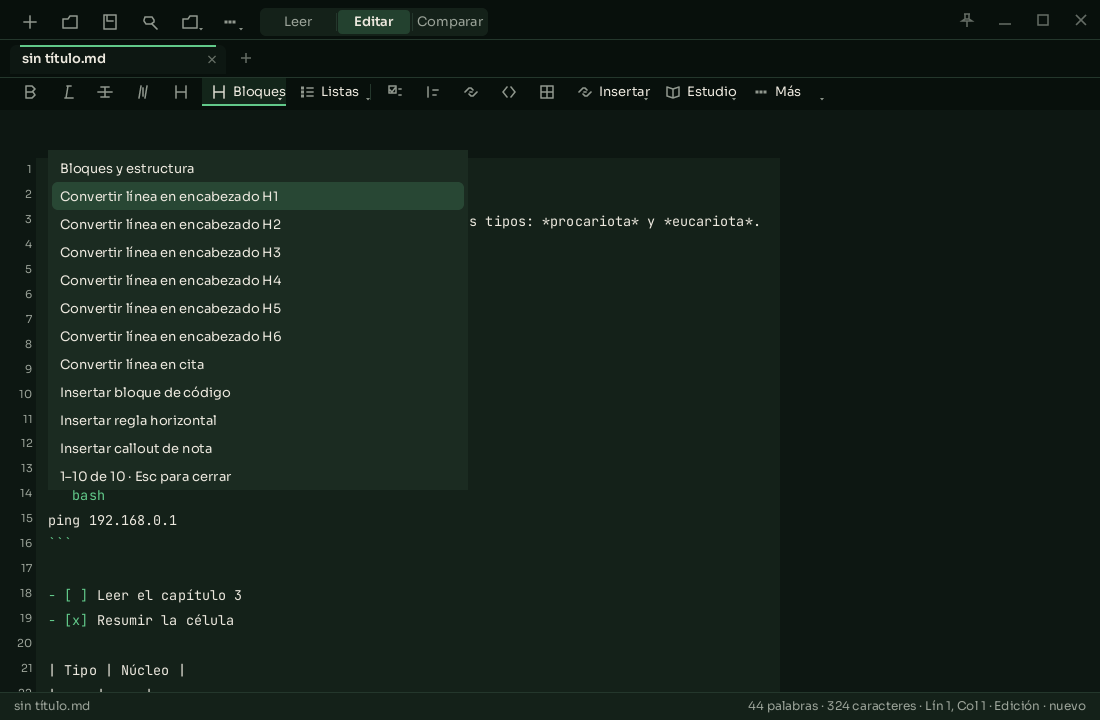 Leer Editar Comparar
sin título.md
Bloques Listas Insertar Estudio Más
1 Bloques y estructura
2 Convertir línea en encabezado H1
3 Convertir línea en encabezado H2 s tipos: *procariota* y *eucariota*.
4 Convertir línea en encabezado H3
5 Convertir línea en encabezado H4
6 Convertir línea en encabezado H5
7 Convertir línea en encabezado H6
8
9 Convertir línea en cita
10 Insertar bloque de código
11 Insertar regla horizontal
12 Insertar callout de nota
13 1–10 de 10 · Esc para cerrar
14 bash
15 ping 192.168.0.1
16 ```
17
18 - [ ] Leer el capítulo 3
19 - [x] Resumir la célula
20
21 | Tipo | Núcleo |
22
sin título.md 44 palabras · 324 caracteres · Lín 1, Col 1 · Edición · nuevo